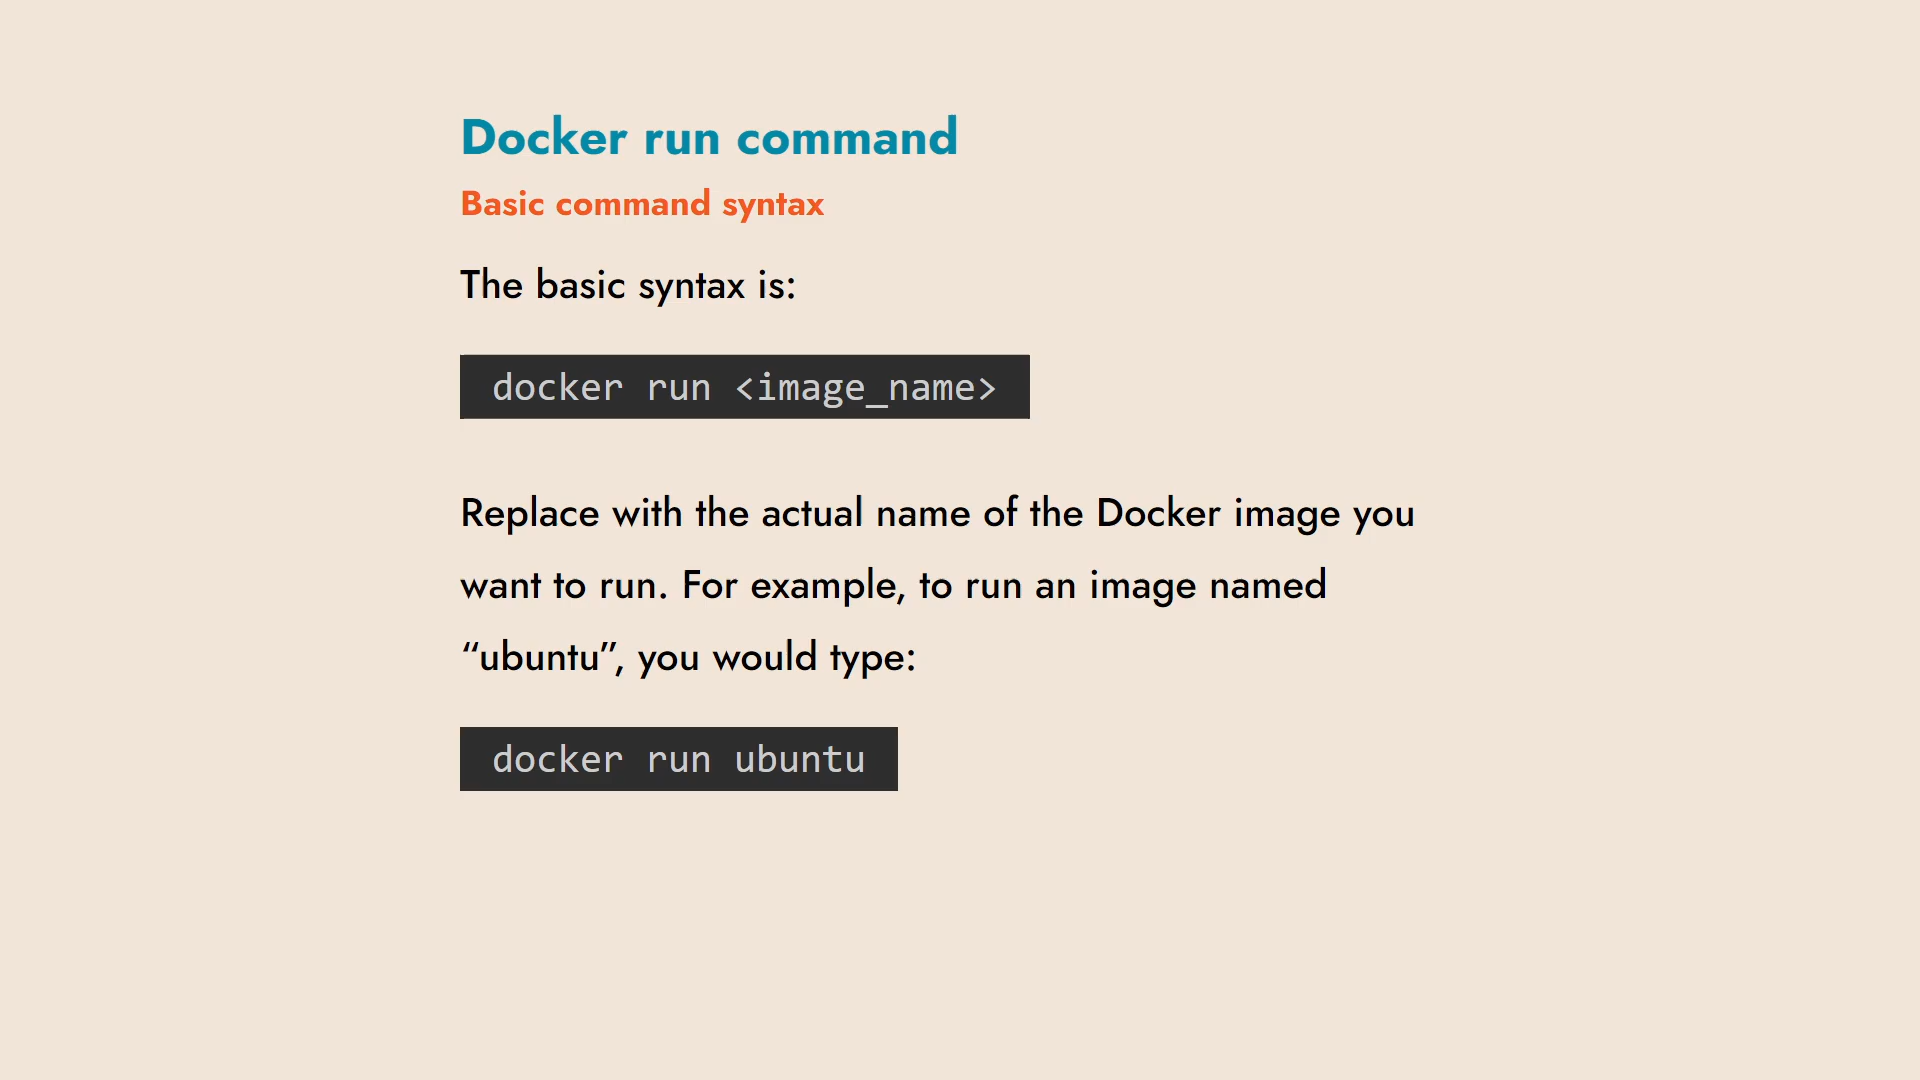 Docker run command
Basic command syntax
The basic syntax is:
docker run <image_name>
Replace with the actual name of the Docker image you
want to run. For example, to run an image named
“ubuntu”, you would type:
docker run ubuntu